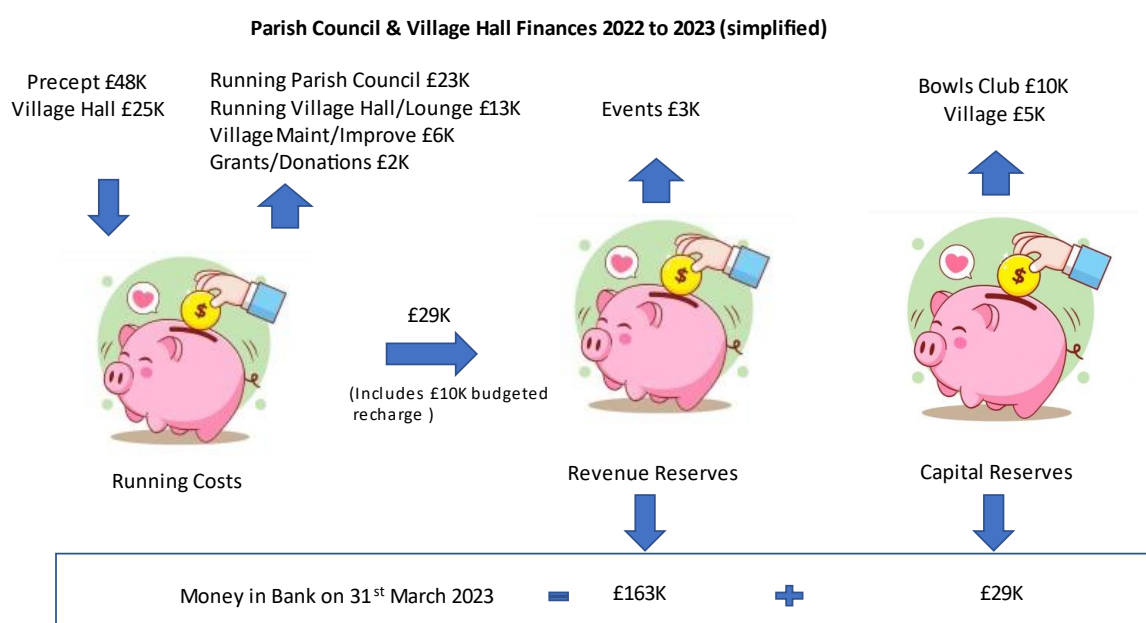 Parish Council & Village Hall Finances 2022 to 2023 (simplified)
Precept £48K
Village Hall £25K
Running Parish Council £23K
Running Village Hall/Lounge £13K
Village Maint/Improve £6K
Grants/Donations £2K
Events £3K
Bowls Club £10K
Village £5K
$
£29K
(Includes £10K budgeted
recharge )
$
$
Running Costs
Revenue Reserves
Capital Reserves
Money in Bank on 31st March 2023 = £163K + £29K